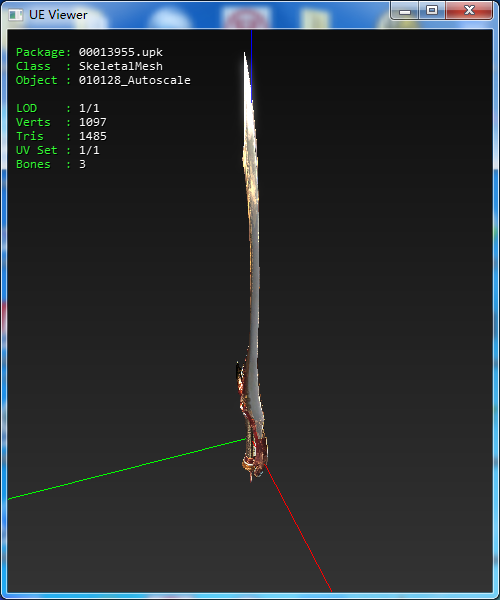 UE Viewer
Package: 00013955.upk
Class  : SkeletalMesh
Object : 010128_Autoscale
LOD    : 1/1
Verts  : 1097
Tris   : 1485
UV Set : 1/1
Bones  : 3